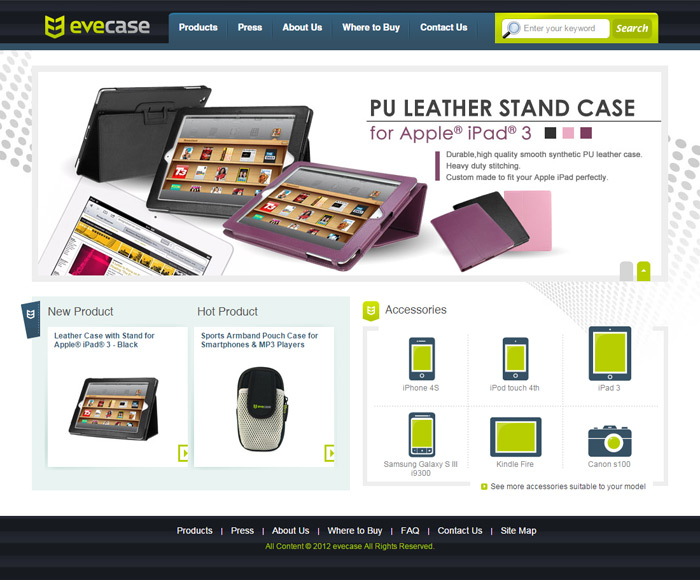 evecase
Products Press About Us Where to Buy Contact Us
Enter your keyword Search
PU LEATHER STAND CASE
for Apple® iPad® 3
Durable,high quality smooth synthetic PU leather case.
Heavy duty stitching.
Custom made to fit your Apple iPad perfectly.
New Product
Leather Case with Stand for
Apple® iPad® 3 - Black
Hot Product
Sports Armband Pouch Case for
Smartphones & MP3 Players
evecase
Accessories
iPhone 4S
iPod touch 4th
iPad 3
Samsung Galaxy S III
i9300
Kindle Fire
Canon s100
See more accessories suitable to your model
Products | Press | About Us | Where to Buy | FAQ | Contact Us | Site Map
All Content © 2012 evecase All Rights Reserved.